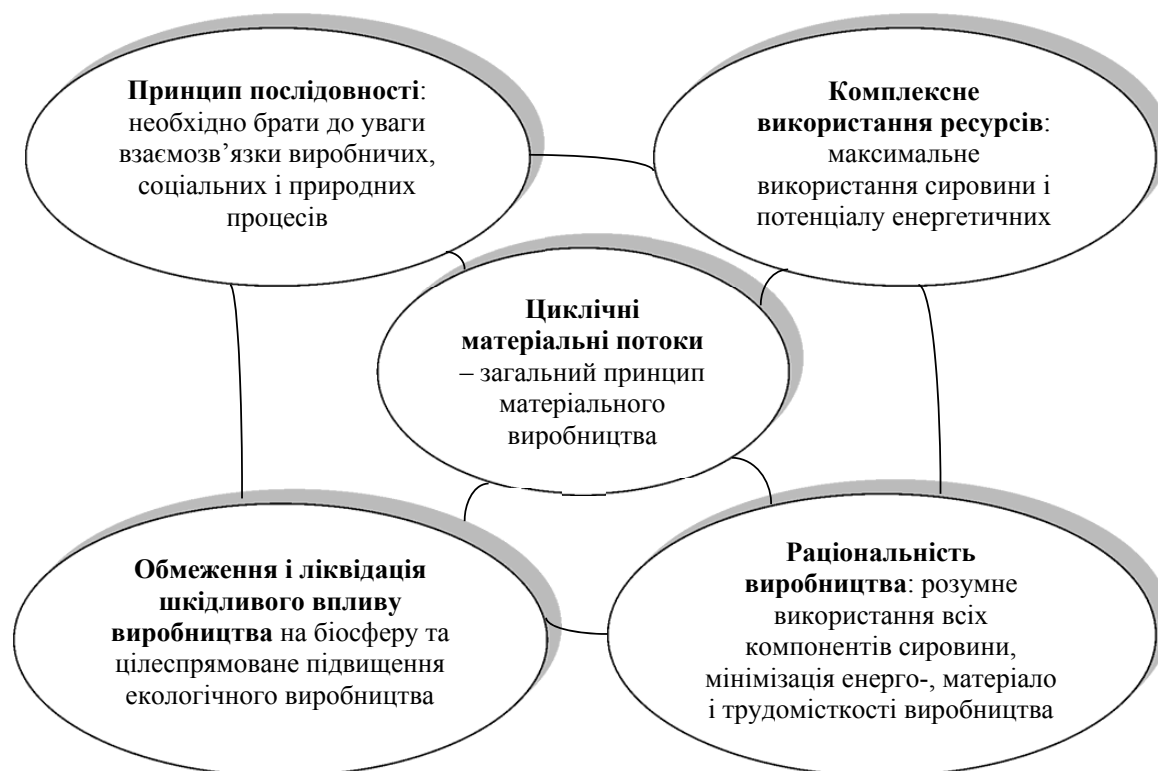 Принцип послідовності:
необхідно брати до уваги
взаємозв’язки виробничих,
соціальних і природних
процесів
Комплексне
використання ресурсів:
максимальне
використання сировини і
потенціалу енергетичних
Циклічні
матеріальні потоки
– загальний принцип
матеріального
виробництва
Обмеження і ліквідація
шкідливого впливу
виробництва на біосферу та
цілеспрямоване підвищення
екологічного виробництва
Раціональність
виробництва: розумне
використання всіх
компонентів сировини,
мінімізація енерго-, матеріало
і трудомісткості виробництва